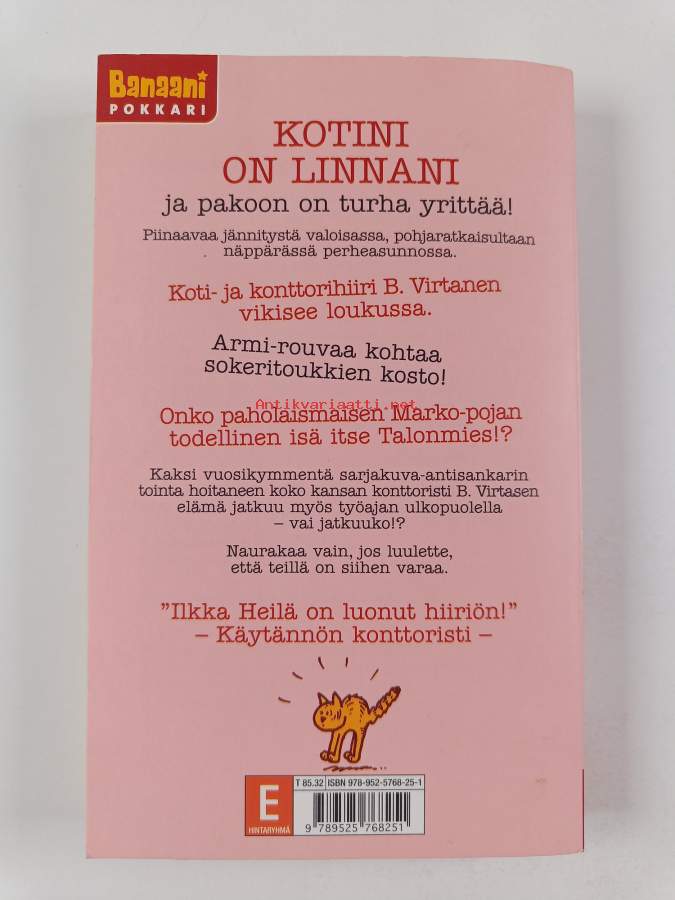 Banaani
POKKARI
KOTINI
ON LINNANI
ja pakoon on turha yrittää!
Piinaavaa jännitystä valoisassa, pohjaratkaisultaan
näppärässä perheasunnossa.
Koti- ja konttorihiiri B. Virtanen
vikisee loukussa.
Armi-rouvaa kohtaa
sokeritoukkien kosto!
Antikvariaatti.net
Onko paholaismaisen Marko-pojan
todellinen isä itse Talonmies!?
Kaksi vuosikymmentä sarjakuva-antisankarin
tointa hoitaneen koko kansan konttoristi B. Virtasen
elämä jatkuu myös työajan ulkopuolella
– vai jatkuuko!?
Naurakaa vain, jos luulette,
että teillä on siihen varaa.
”Ilkka Heilä on luonut hiiriön!”
– Käytännön konttoristi –
E
HINTARYHMÄ
T 85.32 ISBN 978-952-5768-25-1
9 789525 768251